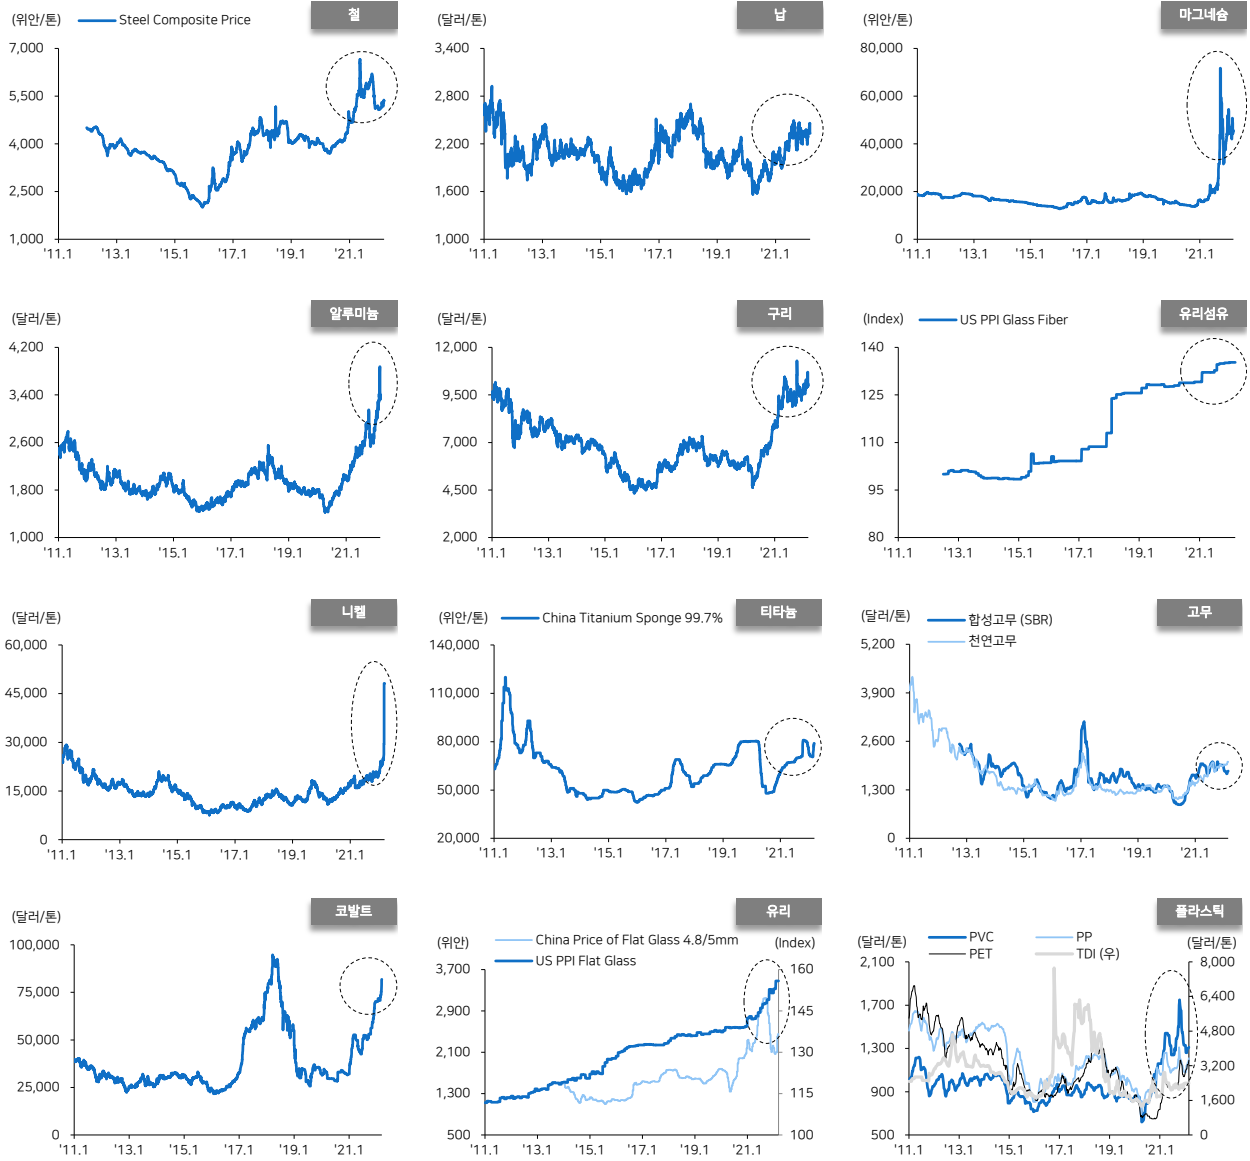 (위안/톤) Steel Composite Price 철
7,000
5,500
4,000
2,500
1,000
'11.1 '13.1 '15.1 '17.1 '19.1 '21.1
(달러/톤) 납
3,400
2,800
2,200
1,600
1,000
'11.1 '13.1 '15.1 '17.1 '19.1 '21.1
(위안/톤) 마그네슘
80,000
60,000
40,000
20,000
0
'11.1 '13.1 '15.1 '17.1 '19.1 '21.1
(달러/톤) 알루미늄
4,200
3,400
2,600
1,800
1,000
'11.1 '13.1 '15.1 '17.1 '19.1 '21.1
(달러/톤) 구리
12,000
9,500
7,000
4,500
2,000
'11.1 '13.1 '15.1 '17.1 '19.1 '21.1
(Index) US PPI Glass Fiber 유리섬유
140
125
110
95
80
'11.1 '13.1 '15.1 '17.1 '19.1 '21.1
(달러/톤) 니켈
60,000
45,000
30,000
15,000
0
'11.1 '13.1 '15.1 '17.1 '19.1 '21.1
(위안/톤) China Titanium Sponge 99.7% 티타늄
140,000
110,000
80,000
50,000
20,000
'11.1 '13.1 '15.1 '17.1 '19.1 '21.1
(달러/톤) 합성고무 (SBR) 고무
천연고무
5,200
3,900
2,600
1,300
0
'11.1 '13.1 '15.1 '17.1 '19.1 '21.1
(달러/톤) 코발트
100,000
75,000
50,000
25,000
0
'11.1 '13.1 '15.1 '17.1 '19.1 '21.1
유리
(위안) China Price of Flat Glass 4.8/5mm (Index)
US PPI Flat Glass
3,700 160
2,900 145
2,100 130
1,300 115
500 100
'11.1 '13.1 '15.1 '17.1 '19.1 '21.1
플라스틱
(달러/톤) PVC PP (달러/톤)
PET TDI (우)
2,100 8,000
1,700 6,400
1,300 4,800
900 3,200
1,600
500 0
'11.1 '13.1 '15.1 '17.1 '19.1 '21.1